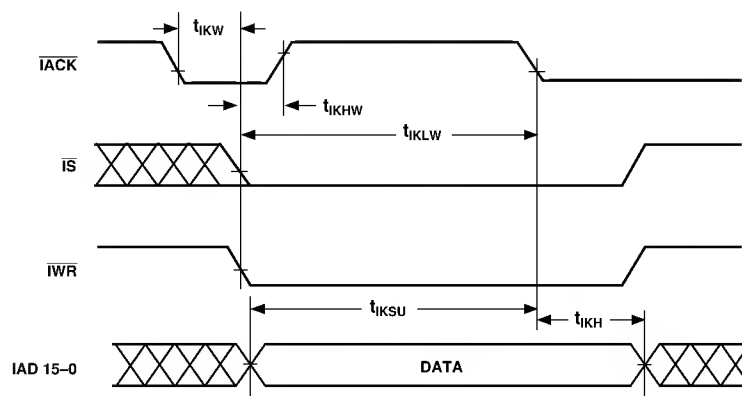 tIKW
IACK
tIKHW
tIKLW
IS
IWR
tIKSU
tIKH
IAD 15–0
DATA